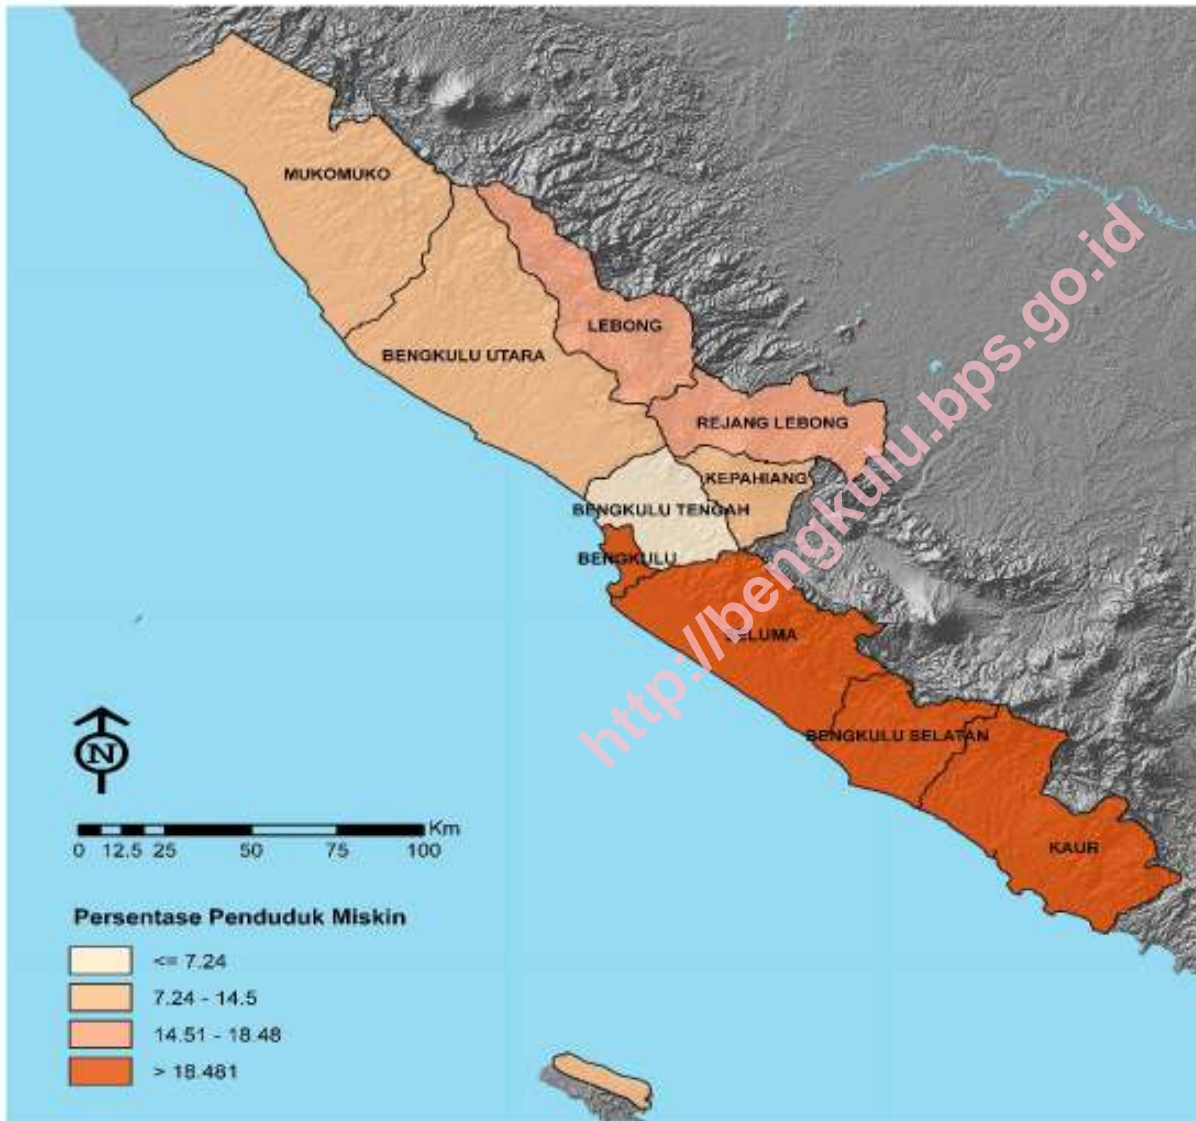 MUKOMUKO
LEBONG
BENGKULU UTARA
REJANG LEBONG
KEPAHIANG
BENGKULU TENGAH
BENGKULU
SELUMA
BENGKULU SELATAN
KAUR
http://bengkulu.bps.go.id
N
Km
0 12.5 25 50 75 100
Persentase Penduduk Miskin
<= 7.24
7.24 - 14.5
14.51 - 18.48
> 18.481